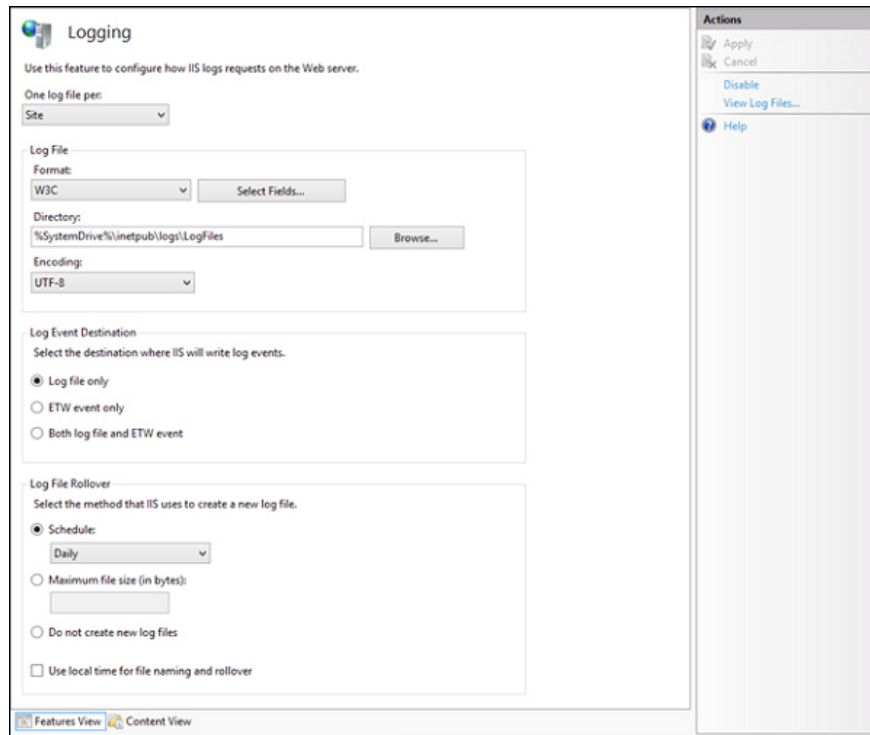 Logging
Use this feature to configure how IIS logs requests on the Web server.
One log file per:
Site
Log File
Format:
W3C
Select Fields...
Directory:
%SystemDrive%\inetpub\logs\LogFiles
Browse...
Encoding:
UTF-8
Log Event Destination
Select the destination where IIS will write log events.
Log file only
ETW event only
Both log file and ETW event
Log File Rollover
Select the method that IIS uses to create a new log file.
Schedule:
Daily
Maximum file size (in bytes):
Do not create new log files
Use local time for file naming and rollover
Features View Content View
Actions
Apply
Cancel
Disable
View Log Files...
Help